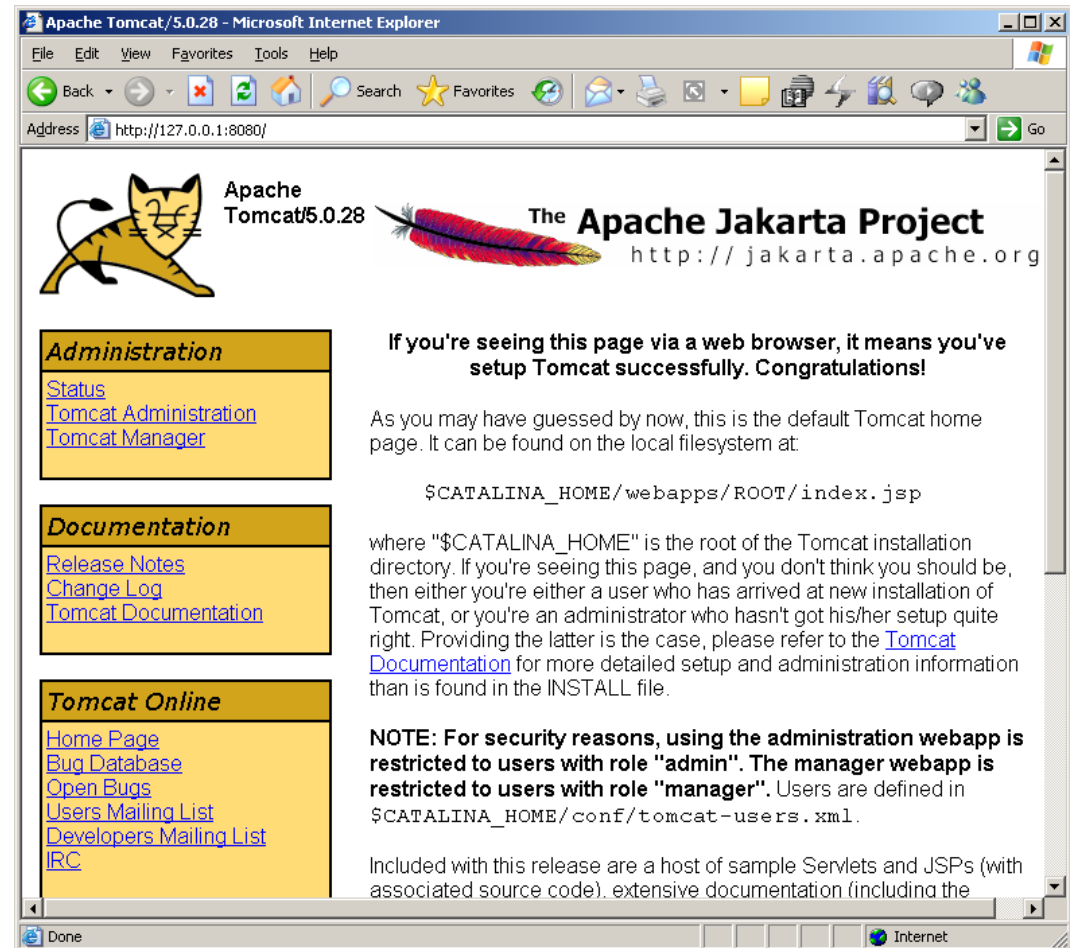 Apache Tomcat/5.0.28 - Microsoft Internet Explorer
File Edit View Favorites Tools Help
Back Search Favorites
Address http://127.0.0.1:8080/ Go
Apache
Tomcat/5.0.28
The Apache Jakarta Project
http://jakarta.apache.org
Administration
Status
Tomcat Administration
Tomcat Manager
Documentation
Release Notes
Change Log
Tomcat Documentation
Tomcat Online
Home Page
Bug Database
Open Bugs
Users Mailing List
Developers Mailing List
IRC
If you're seeing this page via a web browser, it means you've
setup Tomcat successfully. Congratulations!
As you may have guessed by now, this is the default Tomcat home
page. It can be found on the local filesystem at:
$CATALINA_HOME/webapps/ROOT/index.jsp
where "$CATALINA_HOME" is the root of the Tomcat installation
directory. If you're seeing this page, and you don't think you should be,
then either you're either a user who has arrived at new installation of
Tomcat, or you're an administrator who hasn't got his/her setup quite
right. Providing the latter is the case, please refer to the Tomcat
Documentation for more detailed setup and administration information
than is found in the INSTALL file.
NOTE: For security reasons, using the administration webapp is
restricted to users with role "admin". The manager webapp is
restricted to users with role "manager". Users are defined in
$CATALINA_HOME/conf/tomcat-users.xml.
Included with this release are a host of sample Servlets and JSPs (with
associated source code), extensive documentation (including the
Done Internet